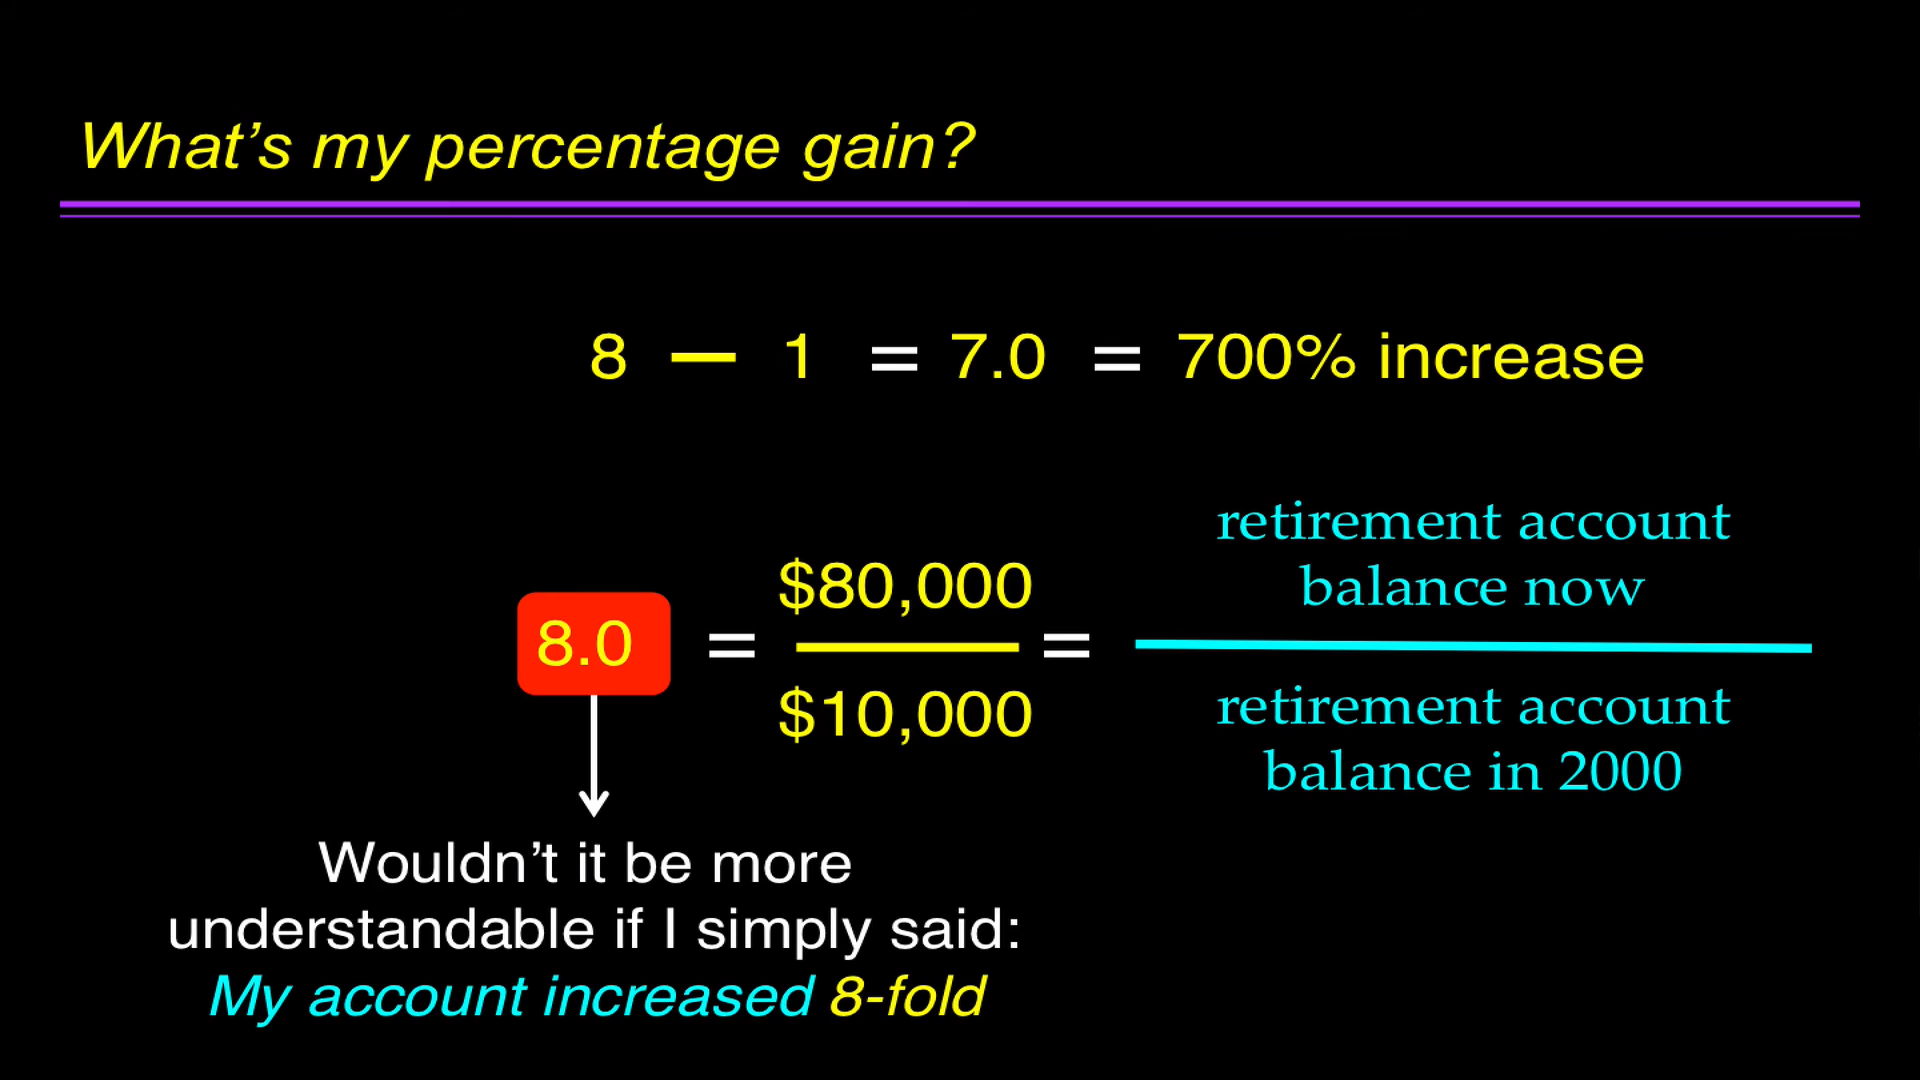 What's my percentage gain?
8 — 1 = 7.0 = 700% increase
8.0 = $80,000 / $10,000 =
retirement account
balance now
retirement account
balance in 2000
Wouldn't it be more
understandable if I simply said:
My account increased 8-fold